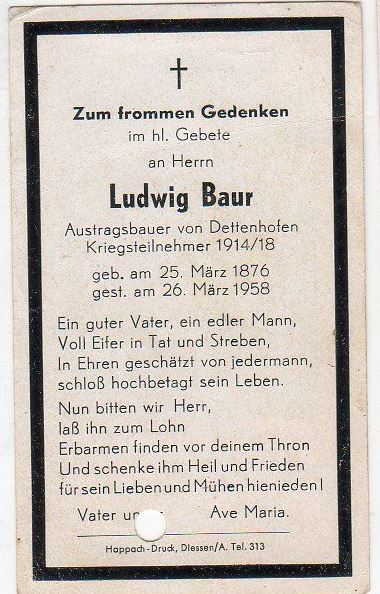 Zum frommen Gedenken
im hl. Gebete
an Herrn
Ludwig Baur
Austragsbauer von Dettenhofen
Kriegsteilnehmer 1914/18
geb. am 25. März 1876
gest. am 26. März 1958
Ein guter Vater, ein edler Mann,
Voll Eifer in Tat und Streben,
In Ehren geschätzt von jedermann,
schloß hochbetagt sein Leben.
Nun bitten wir Herr,
laß ihn zum Lohn
Erbarmen finden vor deinem Thron
Und schenke ihm Heil und Frieden
für sein Lieben und Mühen hienieden!
Vater un Ave Maria.
Happach-Druck, Diessen/A. Tel. 313